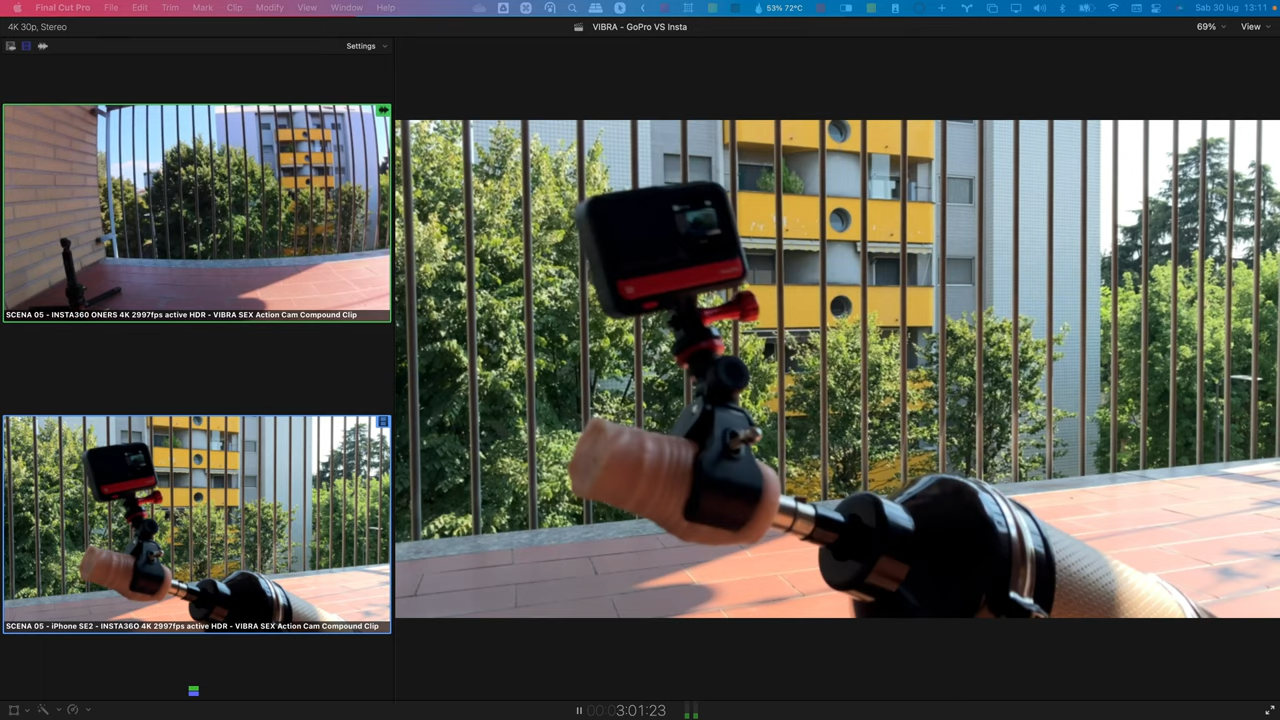 Final Cut Pro File Edit Trim Mark Clip Modify View Window Help 53% 72°C Sab 30 lug 13:11
4K 30p, Stereo VIBRA - GoPro VS Insta 69% View
Settings
SCENA 05 - INSTA360 ONERS 4K 2997fps active HDR - VIBRA SEX Action Cam Compound Clip
SCENA 05 - iPhone SE2 - INSTA36O 4K 2997fps active HDR - VIBRA SEX Action Cam Compound Clip
00:03:01:23